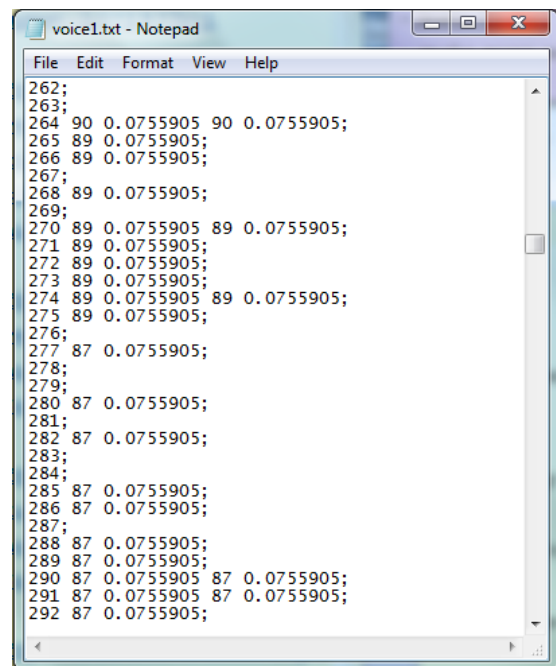 voice1.txt - Notepad
File Edit Format View Help
262;
263;
264 90 0.0755905 90 0.0755905;
265 89 0.0755905;
266 89 0.0755905;
267;
268 89 0.0755905;
269;
270 89 0.0755905 89 0.0755905;
271 89 0.0755905;
272 89 0.0755905;
273 89 0.0755905;
274 89 0.0755905 89 0.0755905;
275 89 0.0755905;
276;
277 87 0.0755905;
278;
279;
280 87 0.0755905;
281;
282 87 0.0755905;
283;
284;
285 87 0.0755905;
286 87 0.0755905;
287;
288 87 0.0755905;
289 87 0.0755905;
290 87 0.0755905 87 0.0755905;
291 87 0.0755905 87 0.0755905;
292 87 0.0755905;